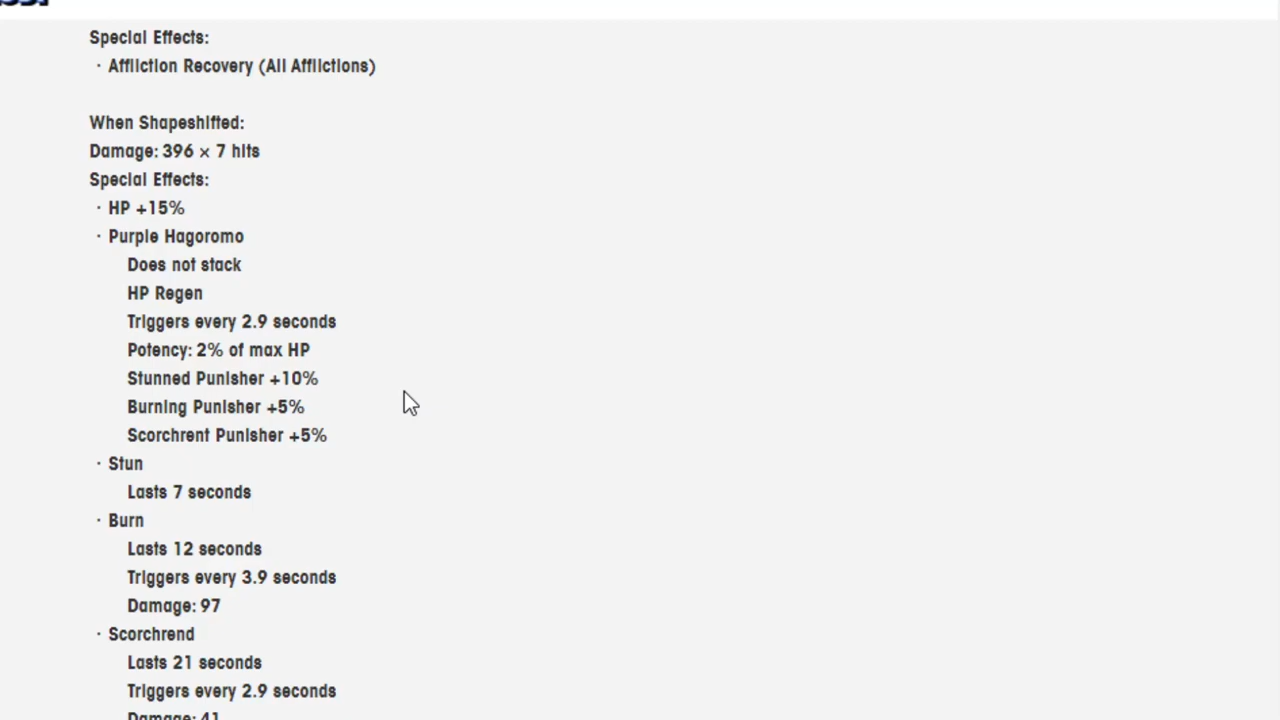 Special Effects:
· Affliction Recovery (All Afflictions)
When Shapeshifted:
Damage: 396 × 7 hits
Special Effects:
· HP +15%
· Purple Hagoromo
Does not stack
HP Regen
Triggers every 2.9 seconds
Potency: 2% of max HP
Stunned Punisher +10%
Burning Punisher +5%
Scorchrent Punisher +5%
· Stun
Lasts 7 seconds
· Burn
Lasts 12 seconds
Triggers every 3.9 seconds
Damage: 97
· Scorchrend
Lasts 21 seconds
Triggers every 2.9 seconds
Damage: 41